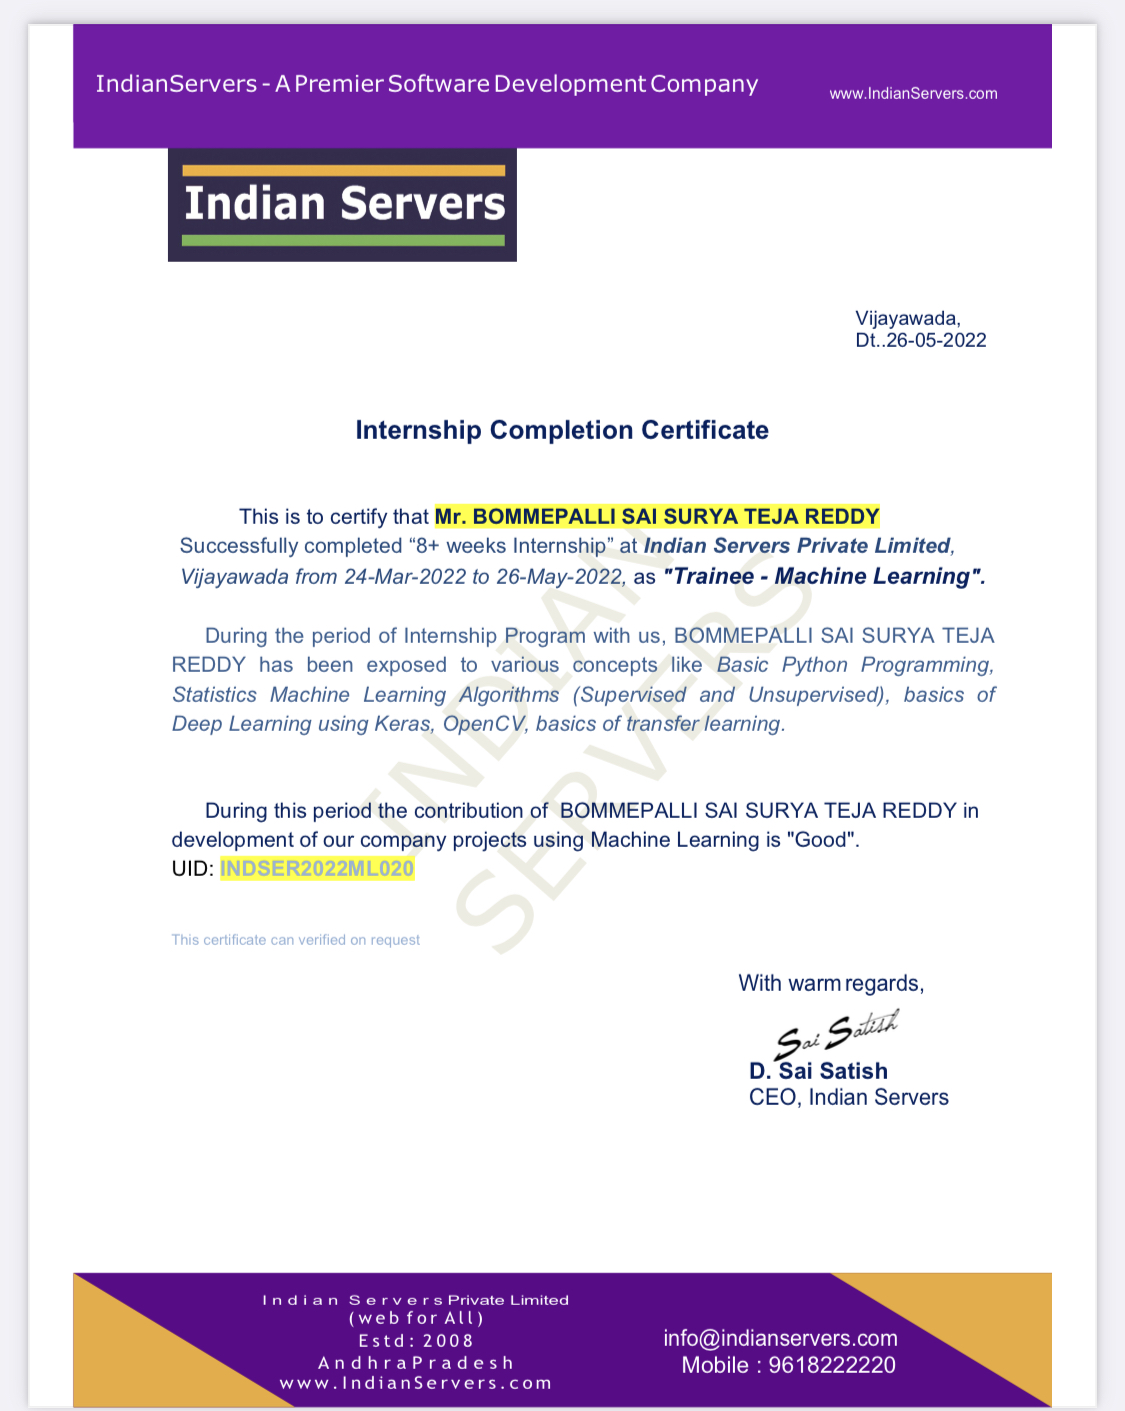 IndianServers - A Premier Software Development Company
www.IndianServers.com
Indian Servers
Vijayawada,
Dt..26-05-2022
Internship Completion Certificate
This is to certify that Mr. BOMMEPALLI SAI SURYA TEJA REDDY
Successfully completed “8+ weeks Internship” at Indian Servers Private Limited,
Vijayawada from 24-Mar-2022 to 26-May-2022, as "Trainee - Machine Learning".
During the period of Internship Program with us, BOMMEPALLI SAI SURYA TEJA
REDDY has been exposed to various concepts like Basic Python Programming,
Statistics Machine Learning Algorithms (Supervised and Unsupervised), basics of
Deep Learning using Keras, OpenCV, basics of transfer learning.
During this period the contribution of BOMMEPALLI SAI SURYA TEJA REDDY in
development of our company projects using Machine Learning is "Good".
UID: INDSER2022ML020
INDIAN
SERVERS
This certificate can verified on request
With warm regards,
Sai Satish
D. Sai Satish
CEO, Indian Servers
Indian Servers Private Limited
(web for All)
Estd: 2008
AndhraPradesh
www.IndianServers.com
info@indianservers.com
Mobile : 9618222220